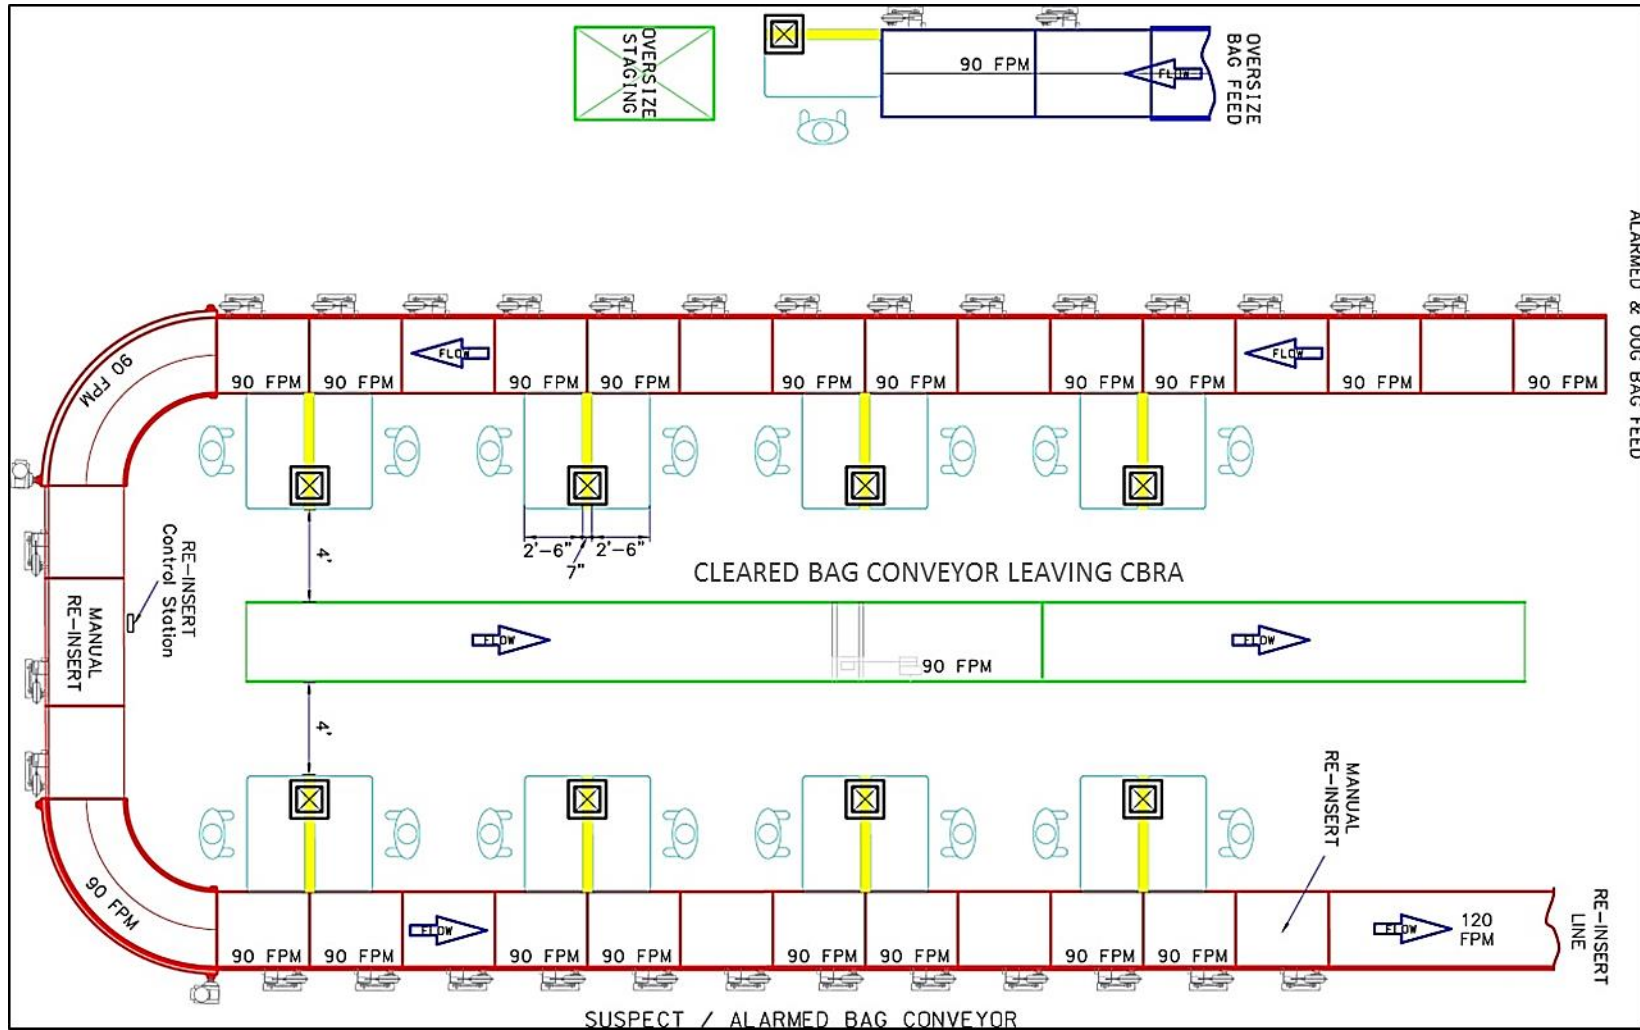 OVERSIZE
STAGING
90 FPM
FLOW
OVERSIZE
BAG FEED
ALARMED & OOG BAG FEED
FLOW
FLOW
90 FPM
90 FPM
90 FPM
90 FPM
90 FPM
90 FPM
90 FPM
90 FPM
90 FPM
90 FPM
90 FPM
2'-6"
2'-6"
7"
4'
RE-INSERT
Control Station
MANUAL
RE-INSERT
CLEARED BAG CONVEYOR LEAVING CBRA
FLOW
90 FPM
FLOW
4'
MANUAL
RE-INSERT
90 FPM
FLOW
FLOW
120
FPM
RE-INSERT
LINE
90 FPM
90 FPM
90 FPM
90 FPM
90 FPM
90 FPM
90 FPM
90 FPM
SUSPECT / ALARMED BAG CONVEYOR